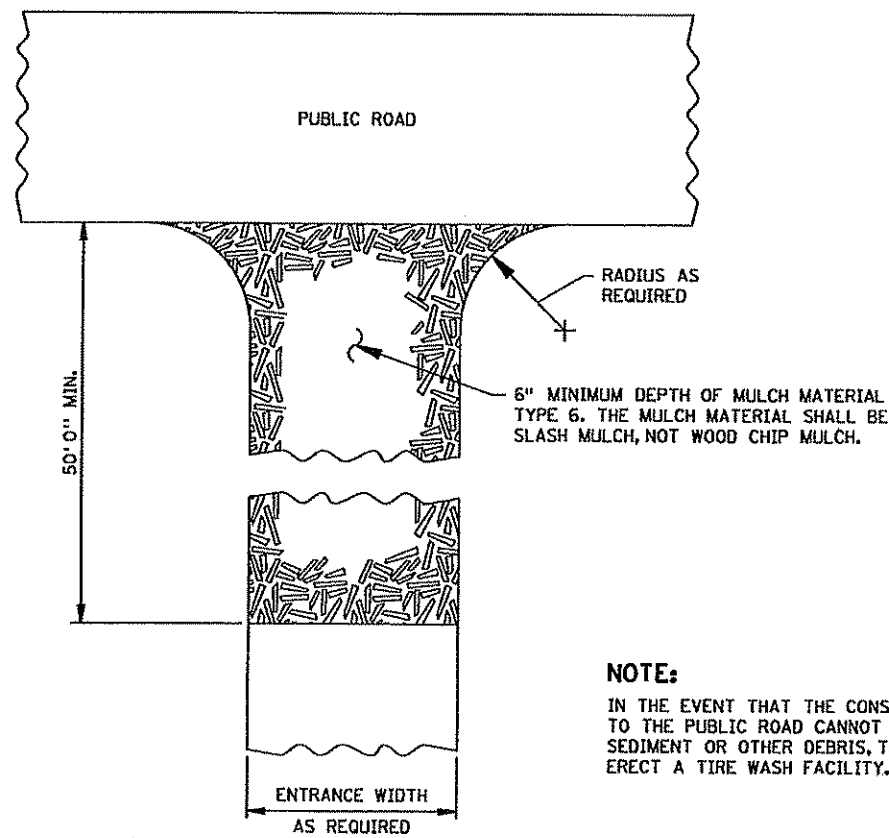 PUBLIC ROAD
RADIUS AS
REQUIRED
6" MINIMUM DEPTH OF MULCH MATERIAL
TYPE 6. THE MULCH MATERIAL SHALL BE
SLASH MULCH, NOT WOOD CHIP MULCH.
50'0" MIN.
NOTE:
IN THE EVENT THAT THE CONS
TO THE PUBLIC ROAD CANNOT
SEDIMENT OR OTHER DEBRIS, T
ERECT A TIRE WASH FACILITY.
ENTRANCE WIDTH
AS REQUIRED